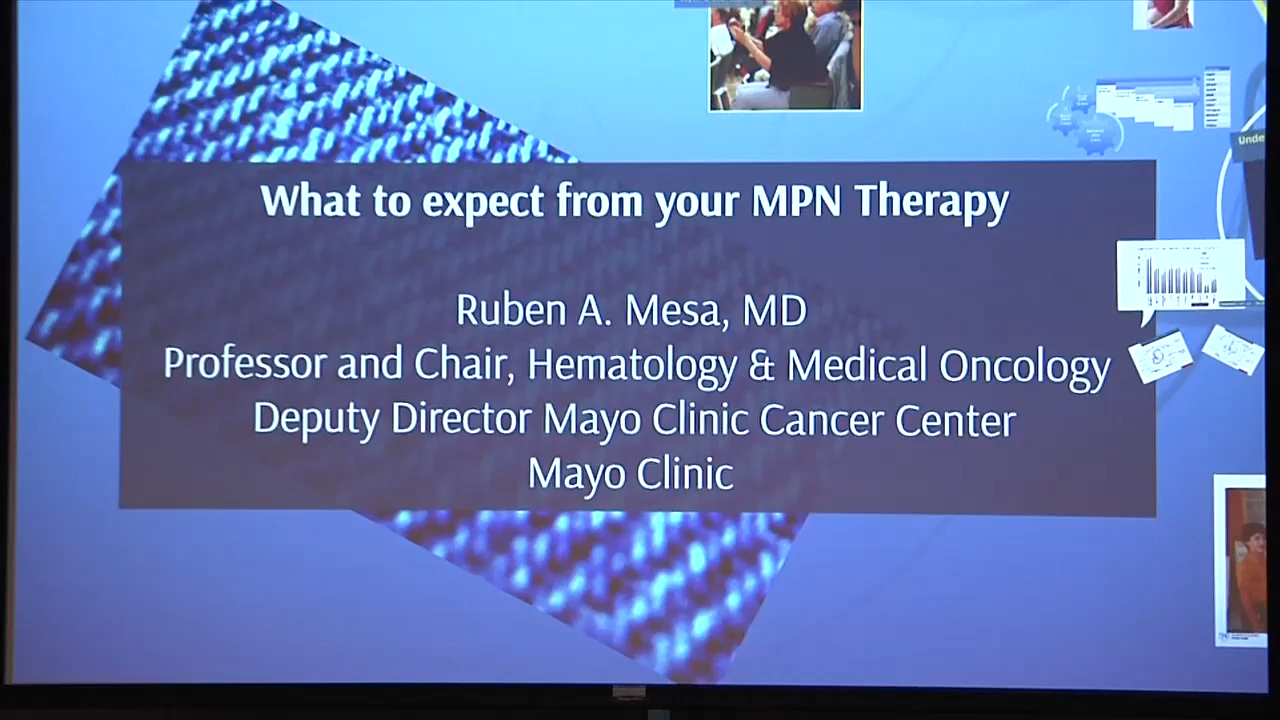 What to expect from your MPN Therapy
Ruben A. Mesa, MD
Professor and Chair, Hematology & Medical Oncology
Deputy Director Mayo Clinic Cancer Center
Mayo Clinic
Unde